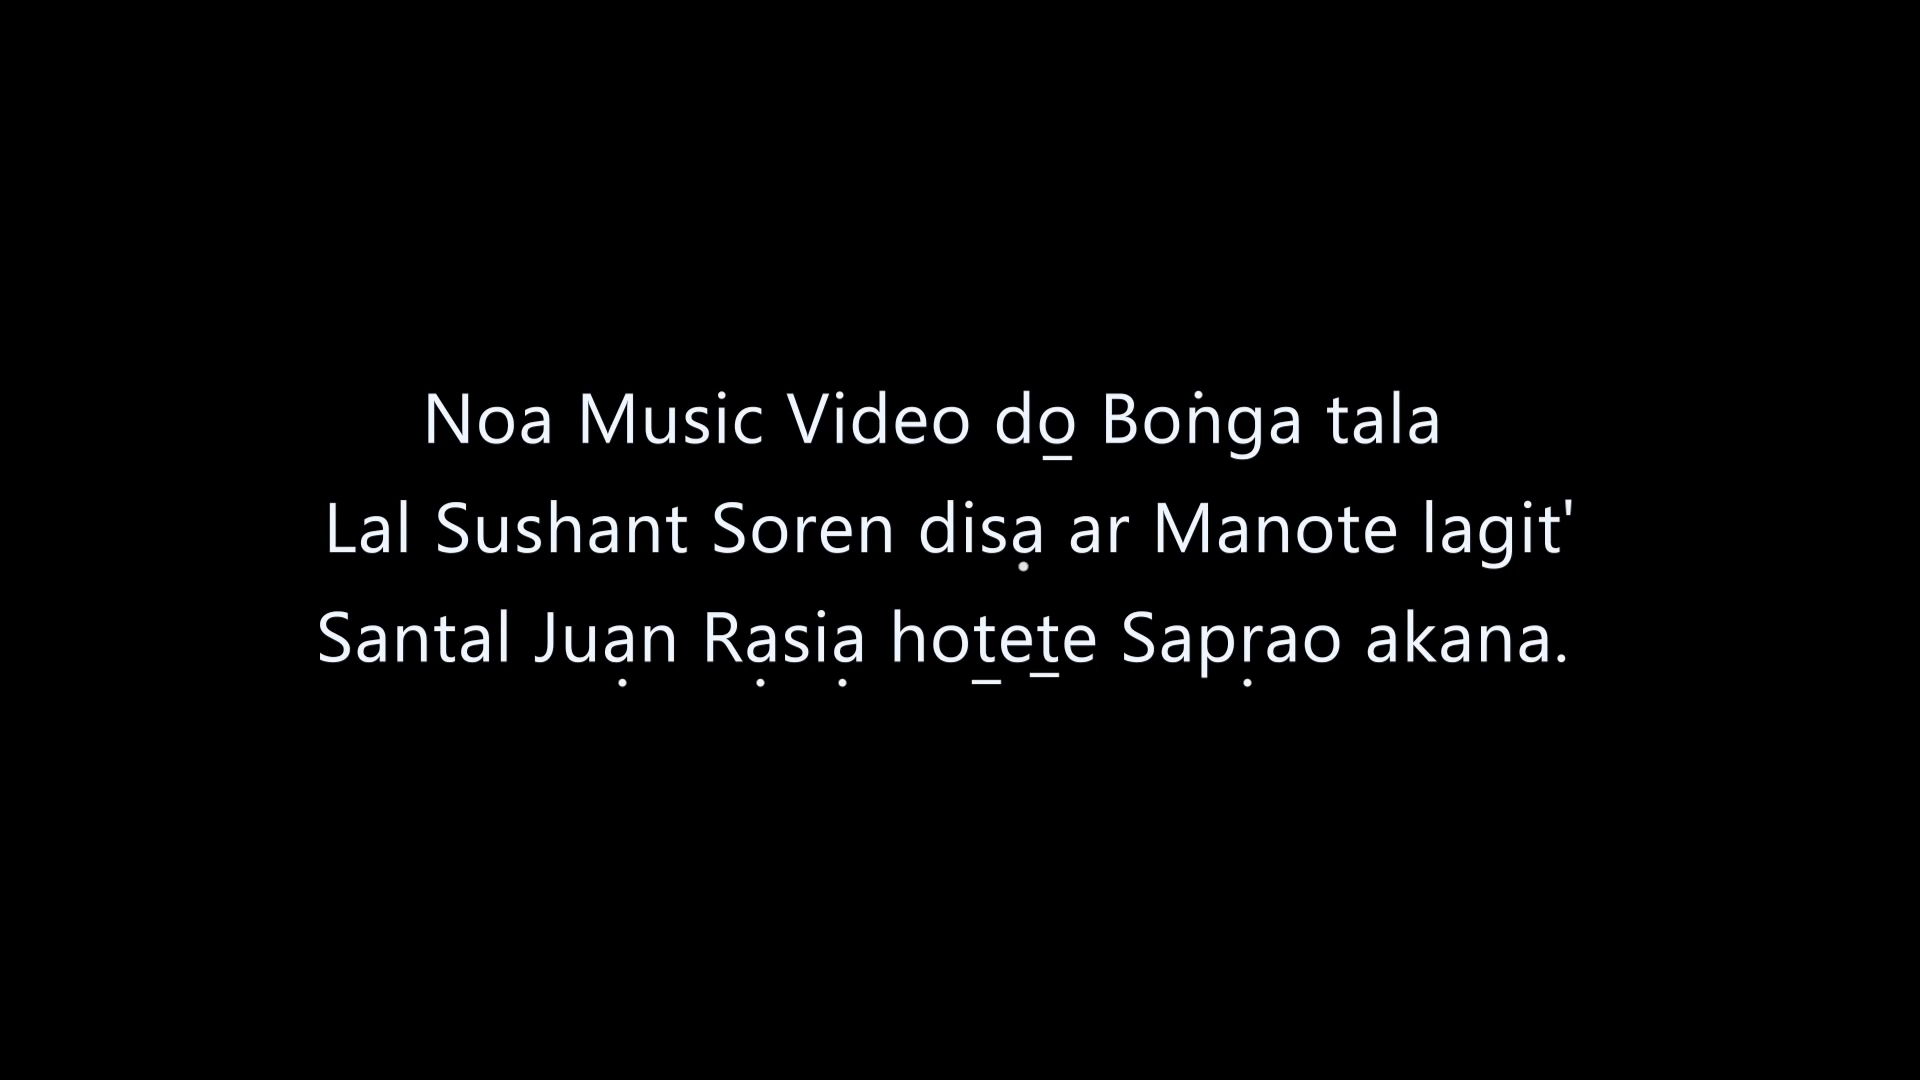 Noa Music Video do̱ Boṅga tala
Lal Sushant Soren disạ ar Manote lagit'
Santal Juạn Rạsiạ hoṯeṯe Sapṛao akana.